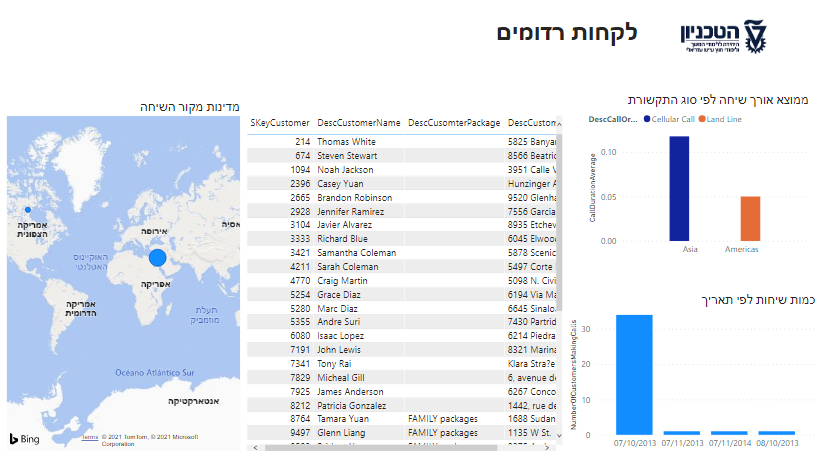 לקחות רדומים
הטכניון
היחידה ללימודי המשך
ולימודי חוץ ע״ש עזריאלי
מדינות מקור השיחה
אמריקה
הצפונית
אירופה
אסיה
האוקיינוס
האטלנטי
אפריקה
אמריקה
הדרומית
תעלת
מוזמביק
Océano Atlántico Sur
אנטארקטיקה
Bing
Terms © 2021 TomTom, © 2021 Microsoft
Corporation
SKeyCustomer DescCustomerName DescCusomterPackage DescCuston
214 Thomas White 5825 Banyar
674 Steven Stewart 8566 Beatric
1094 Noah Jackson 3951 Calle V
2396 Casey Yuan Hunzinger A
2665 Brandon Robinson 9520 Glenha
2928 Jennifer Ramirez 7556 Garcia
3104 Javier Alvarez 8935 Etchev
3333 Richard Blue 6045 Elwoo
3421 Samantha Coleman 5878 Scenic
4211 Sarah Coleman 5497 Corte
4770 Craig Martin 5098 N. Civi
5254 Grace Diaz 6194 Via Ma
5280 Marc Diaz 6645 Sinaloa
5355 Andre Suri 7430 Partrid
6080 Isaac Lopez 6214 Piedra
7191 John Lewis 8321 Marina
7341 Tony Rai Klara Stra?e
7829 Micheal Gill 6, avenue de
7925 James Anderson 6267 Conco
8212 Patricia Gonzalez 1442, rue de
8764 Tamara Yuan FAMILY packages 1688 Sudan
9497 Glenn Liang FAMILY packages 1135 W St.
ממוצא אורך שיחה לפי סוג התקשורת
DescCallOr... Cellular Call Land Line
CallDurationAverage
0.10
0.05
0.00
Asia Americas
כמות שיחות לפי תאריך
NumberOfCustomersMakingCalls
30
20
10
0
07/10/2013 07/11/2013 07/11/2014 08/10/2013